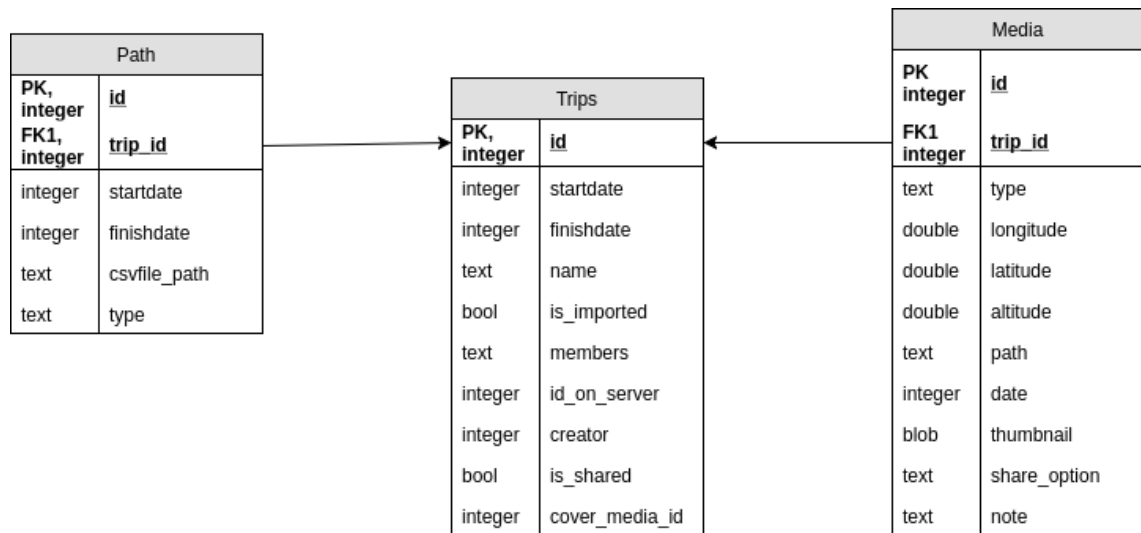 Path
PK, integer id
FK1, integer trip_id
integer startdate
integer finishdate
text csvfile_path
text type
Trips
PK, integer id
integer startdate
integer finishdate
text name
bool is_imported
text members
integer id_on_server
integer creator
bool is_shared
integer cover_media_id
Media
PK integer id
FK1 integer trip_id
text type
double longitude
double latitude
double altitude
text path
integer date
blob thumbnail
text share_option
text note